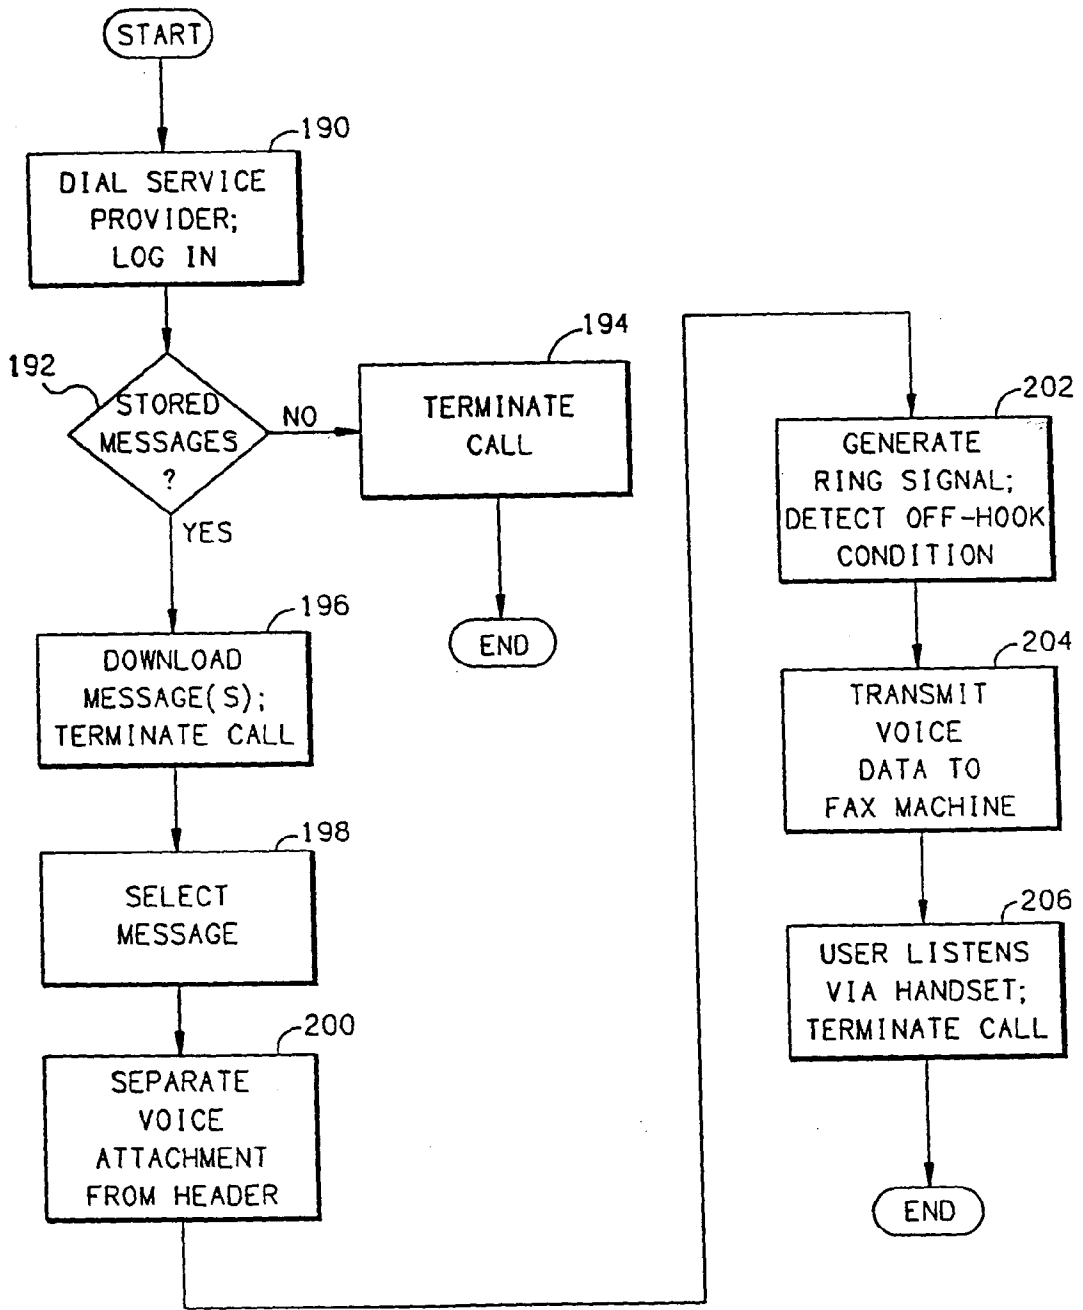 START
190
DIAL SERVICE
PROVIDER;
LOG IN
192
STORED
MESSAGES
?
NO
YES
194
TERMINATE
CALL
END
196
DOWNLOAD
MESSAGE(S);
TERMINATE CALL
198
SELECT
MESSAGE
200
SEPARATE
VOICE
ATTACHMENT
FROM HEADER
202
GENERATE
RING SIGNAL;
DETECT OFF-HOOK
CONDITION
204
TRANSMIT
VOICE
DATA TO
FAX MACHINE
206
USER LISTENS
VIA HANDSET;
TERMINATE CALL
END